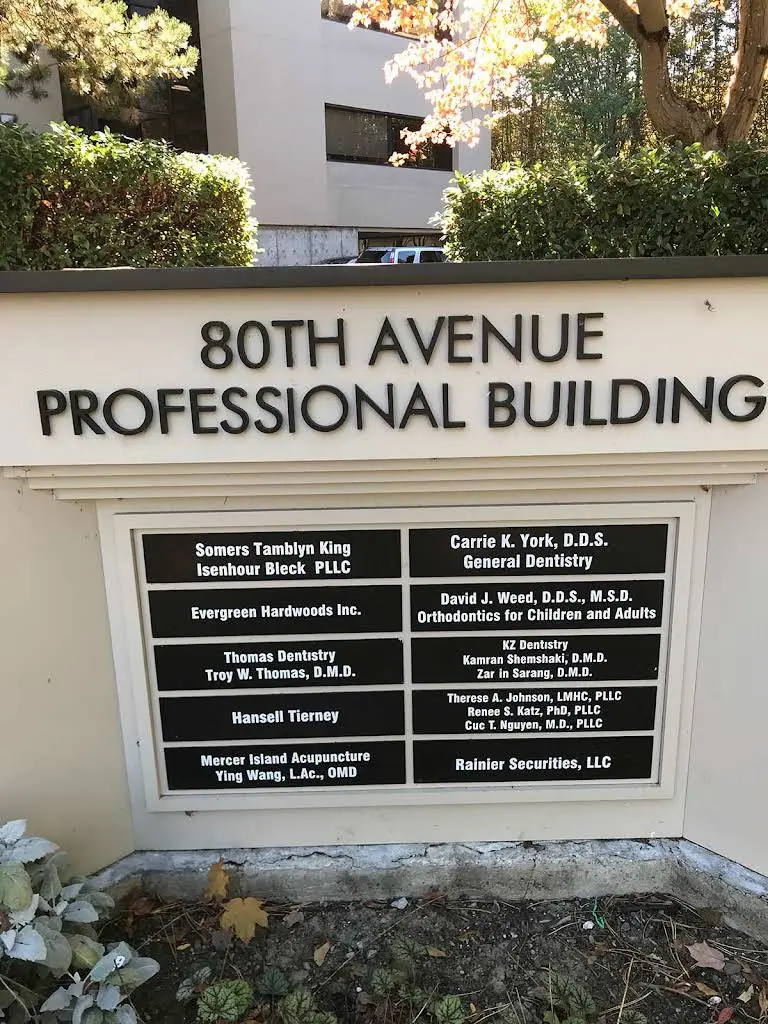 80TH AVENUE
PROFESSIONAL BUILDING
Somers Tamblyn King
Isenhour Bleck PLLC
Evergreen Hardwoods Inc.
Thomas Dentistry
Troy W. Thomas, D.M.D.
Hansell Tierney
Mercer Island Acupuncture
Ying Wang, L.Ac., OMD
Carrie K. York, D.D.S.
General Dentistry
David J. Weed, D.D.S., M.S.D.
Orthodontics for Children and Adults
KZ Dentistry
Kamran Shemshaki, D.M.D.
Zar in Sarang, D.M.D.
Therese A. Johnson, LMHC, PLLC
Renee S. Katz, PhD, PLLC
Cuc T. Nguyen, M.D., PLLC
Rainier Securities, LLC